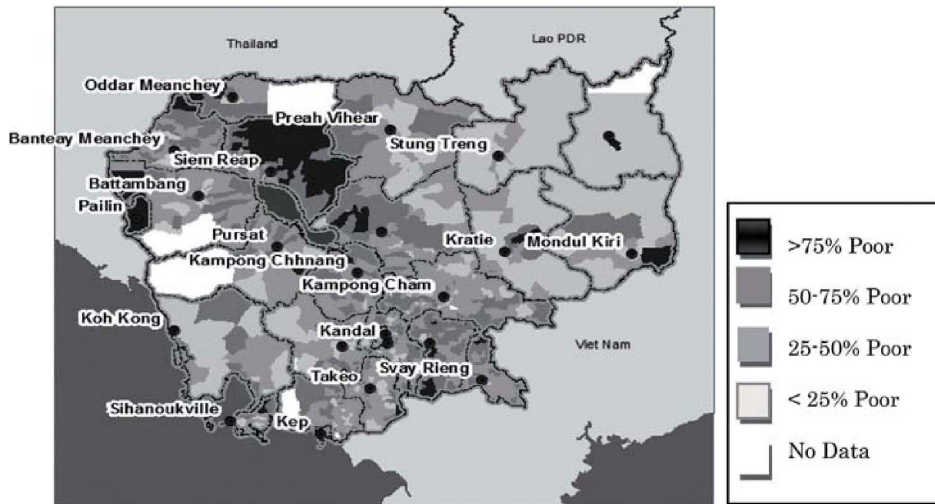 Thailand
Lao PDR
Oddar Meanchey
Preah Vihear
Banteay Meanchey
Stung Treng
Siem Reap
Battambang
Pailin
Pursat
Kratie
Mondul Kiri
Kampong Chhnang
Kampong Cham
Koh Kong
Kandal
Viet Nam
Takeo
Svay Rieng
Sihanoukville
Kep
>75% Poor
50-75% Poor
25-50% Poor
< 25% Poor
No Data